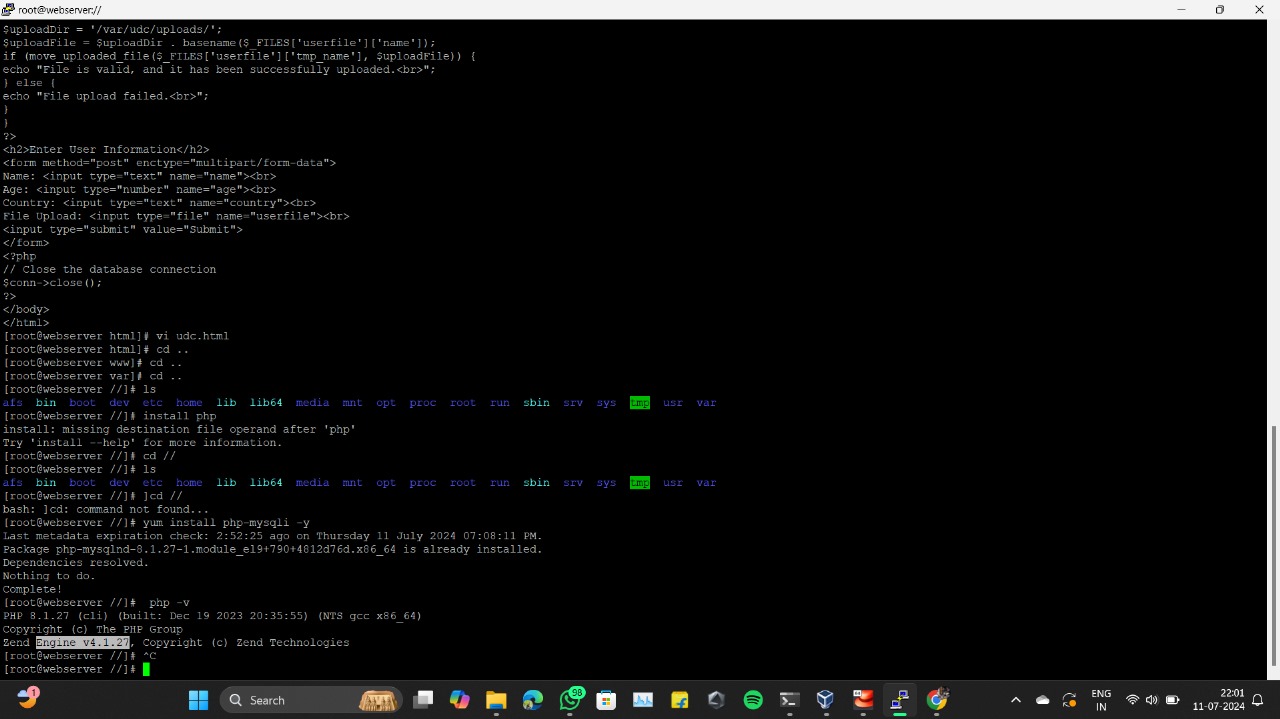 root@webserver://
$uploadDir = '/var/udc/uploads/';
$uploadFile = $uploadDir . basename($_FILES['userfile']['name']);
if (move_uploaded_file($_FILES['userfile']['tmp_name'], $uploadFile)) {
echo "File is valid, and it has been successfully uploaded.<br>";
} else {
echo "File upload failed.<br>";
}
}
?>
<h2>Enter User Information</h2>
<form method="post" enctype="multipart/form-data">
Name: <input type="text" name="name"><br>
Age: <input type="number" name="age"><br>
Country: <input type="text" name="country"><br>
File Upload: <input type="file" name="userfile"><br>
<input type="submit" value="Submit">
</form>
<?php
// Close the database connection
$conn->close();
?>
</body>
</html>
[root@webserver html]# vi udc.html
[root@webserver html]# cd ..
[root@webserver www]# cd ..
[root@webserver var]# cd ..
[root@webserver //]# ls
afs bin boot dev etc home lib lib64 media mnt opt proc root run sbin srv sys tmp usr var
[root@webserver //]# install php
install: missing destination file operand after 'php'
Try 'install --help' for more information.
[root@webserver //]# cd //
[root@webserver //]# ls
afs bin boot dev etc home lib lib64 media mnt opt proc root run sbin srv sys tmp usr var
[root@webserver //]# ]cd //
bash: ]cd: command not found...
[root@webserver //]# yum install php-mysqli -y
Last metadata expiration check: 2:52:25 ago on Thursday 11 July 2024 07:08:11 PM.
Package php-mysqlnd-8.1.27-1.module_el9+790+4812d76d.x86_64 is already installed.
Dependencies resolved.
Nothing to do.
Complete!
[root@webserver //]#  php -v
PHP 8.1.27 (cli) (built: Dec 19 2023 20:35:55) (NTS gcc x86_64)
Copyright (c) The PHP Group
Zend Engine v4.1.27, Copyright (c) Zend Technologies
[root@webserver //]# ^C
[root@webserver //]#
1
Search
98
ENG
IN
22:01
11-07-2024